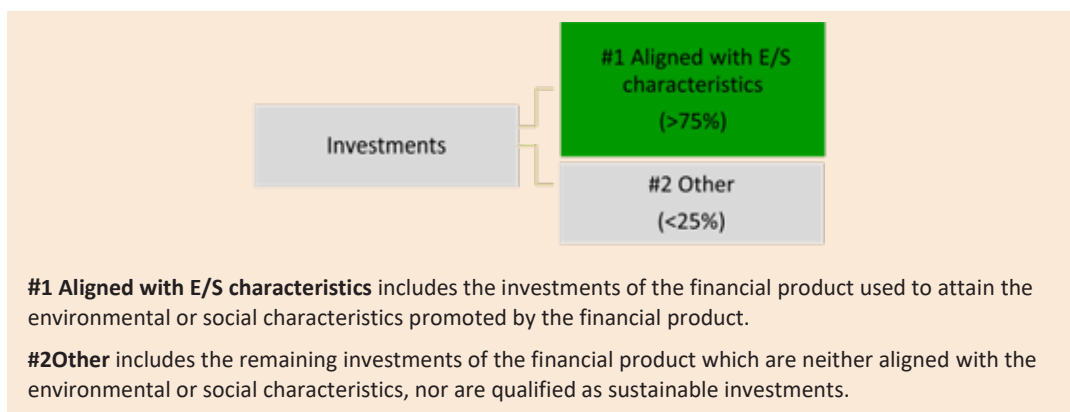 #1 Aligned with E/S
characteristics
(>75%)
Investments
#2 Other
(<25%)
#1 Aligned with E/S characteristics includes the investments of the financial product used to attain the
environmental or social characteristics promoted by the financial product.
#2Other includes the remaining investments of the financial product which are neither aligned with the
environmental or social characteristics, nor are qualified as sustainable investments.